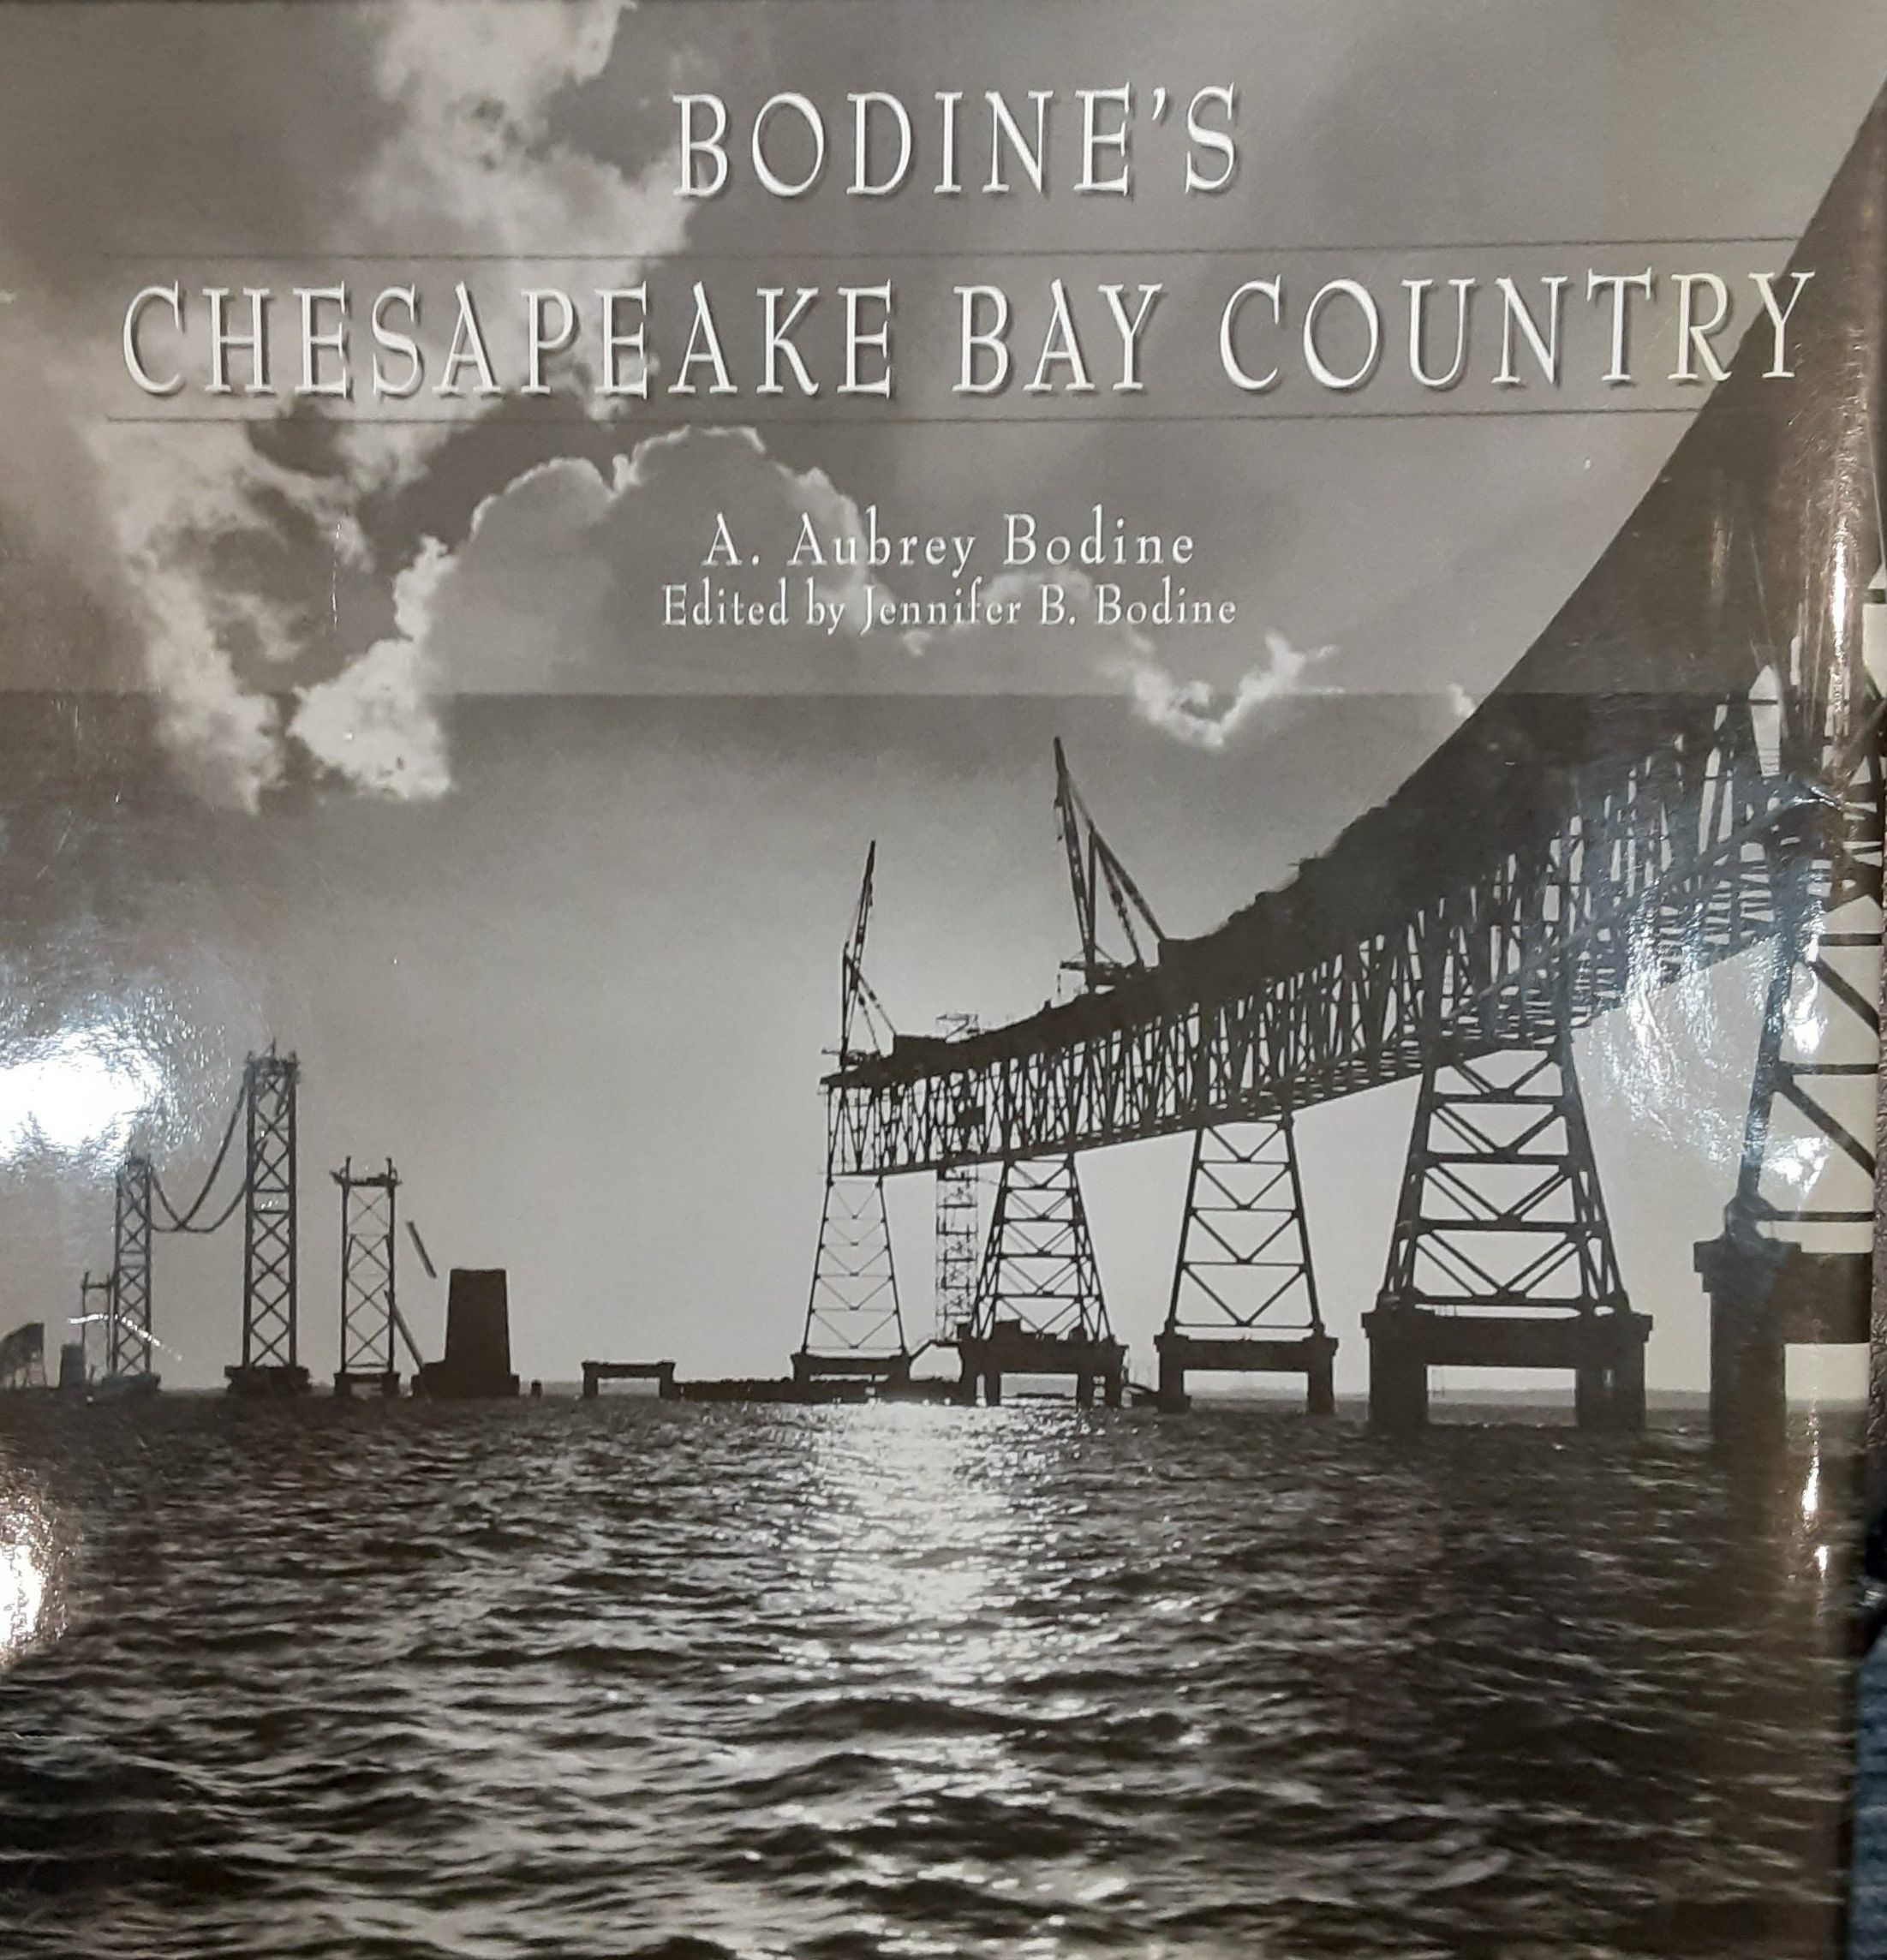 BODINE'S
CHESAPEAKE BAY COUNTRY
A. Aubrey Bodine
Edited by Jennifer B. Bodine